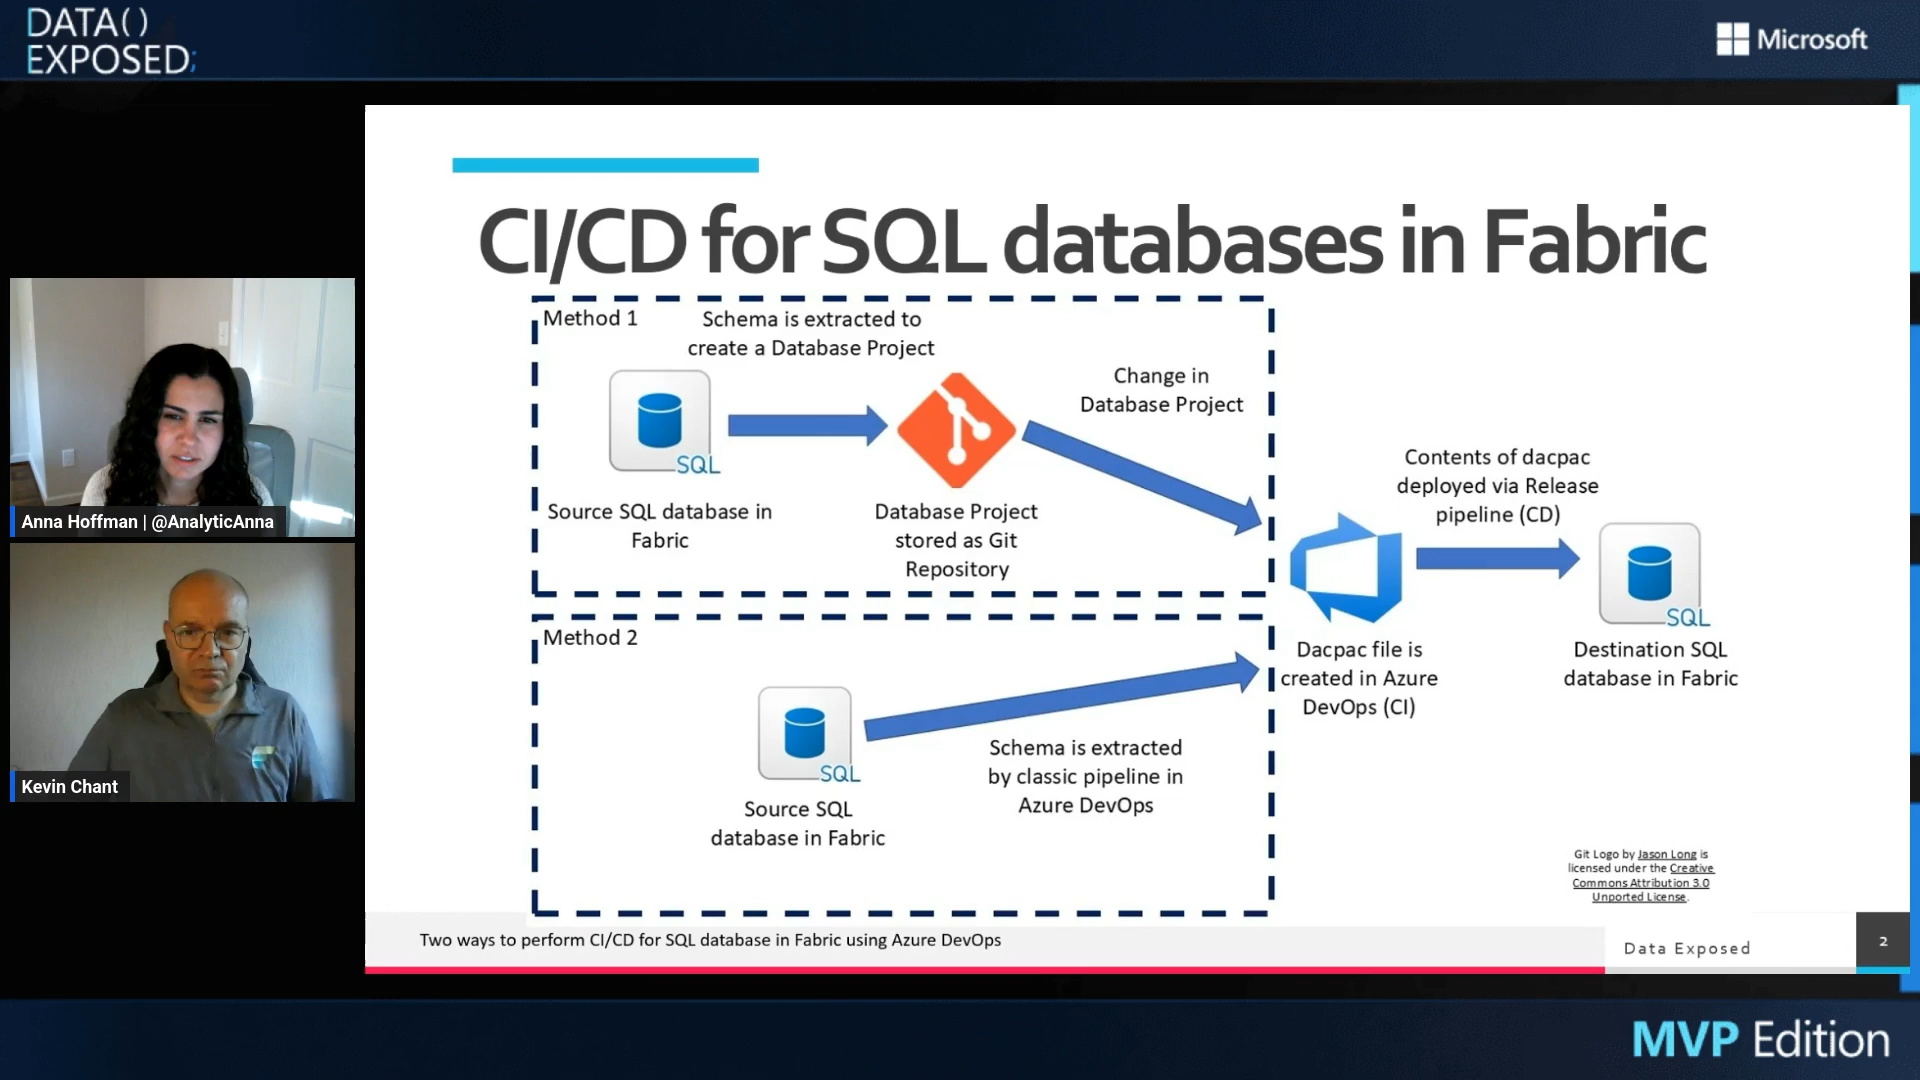 DATA()
EXPOSED;
Microsoft
CI/CD for SQL databases in Fabric
Method 1
Schema is extracted to
create a Database Project
Change in
Database Project
SQL
Source SQL database in
Fabric
Database Project
stored as Git
Repository
Contents of dacpac
deployed via Release
pipeline (CD)
SQL
Dacpac file is
created in Azure
DevOps (CI)
Destination SQL
database in Fabric
Method 2
SQL
Source SQL
database in Fabric
Schema is extracted
by classic pipeline in
Azure DevOps
Git Logo by Jason Long is
licensed under the Creative
Commons Attribution 3.0
Unported License.
Two ways to perform CI/CD for SQL database in Fabric using Azure DevOps
Data Exposed
2
Anna Hoffman | @AnalyticAnna
Kevin Chant
MVP Edition